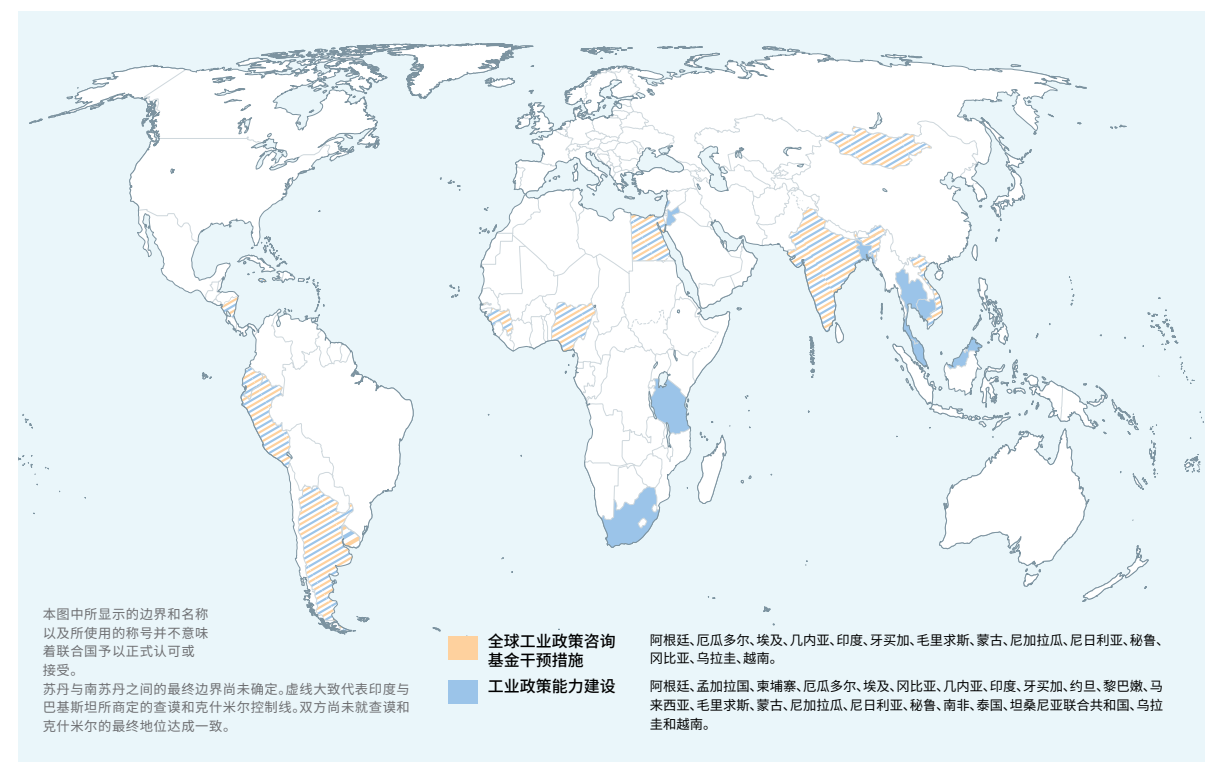 本图中所显示的边界和名称
以及所使用的称号并不意味
着联合国予以正式认可或
接受。
苏丹与南苏丹之间的最终边界尚未确定。虚线大致代表印度与
巴基斯坦所商定的查谟和克什米尔控制线。双方尚未就查谟和
克什米尔的最终地位达成一致。
全球工业政策咨询
基金干预措施
阿根廷、厄瓜多尔、埃及、几内亚、印度、牙买加、毛里求斯、蒙古、尼加拉瓜、尼日利亚、秘鲁、
冈比亚、乌拉圭、越南。
工业政策能力建设
阿根廷、孟加拉国、柬埔寨、厄瓜多尔、埃及、冈比亚、几内亚、印度、牙买加、约旦、黎巴嫩、马
来西亚、毛里求斯、蒙古、尼加拉瓜、尼日利亚、秘鲁、南非、泰国、坦桑尼亚联合共和国、乌拉
圭和越南。